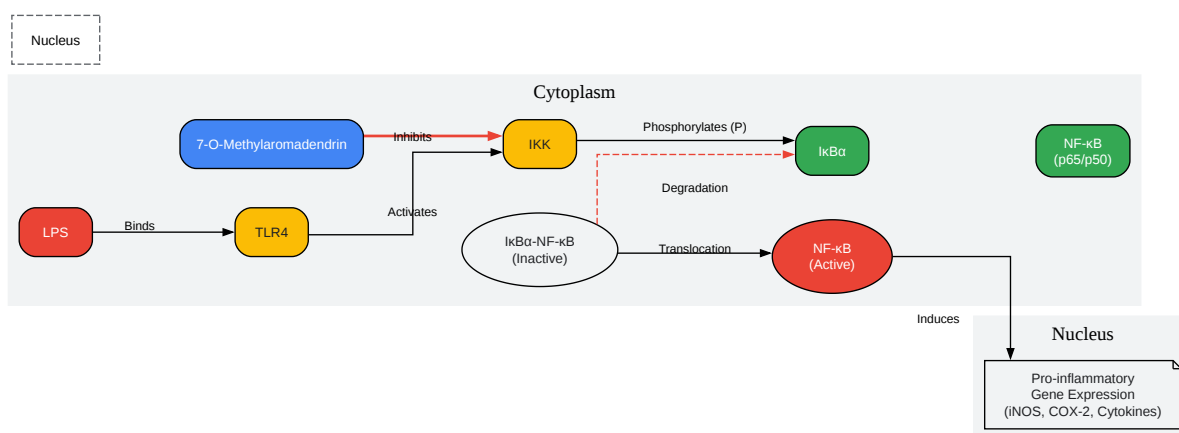 Nucleus
Cytoplasm
7-O-Methylaromadendrin
Inhibits
IKK
Phosphorylates (P)
IκBα
NF-κB
(p65/p50)
Degradation
LPS
Binds
TLR4
Activates
IκBα-NF-κB
(Inactive)
Translocation
NF-κB
(Active)
Induces
Nucleus
Pro-inflammatory
Gene Expression
(iNOS, COX-2, Cytokines)